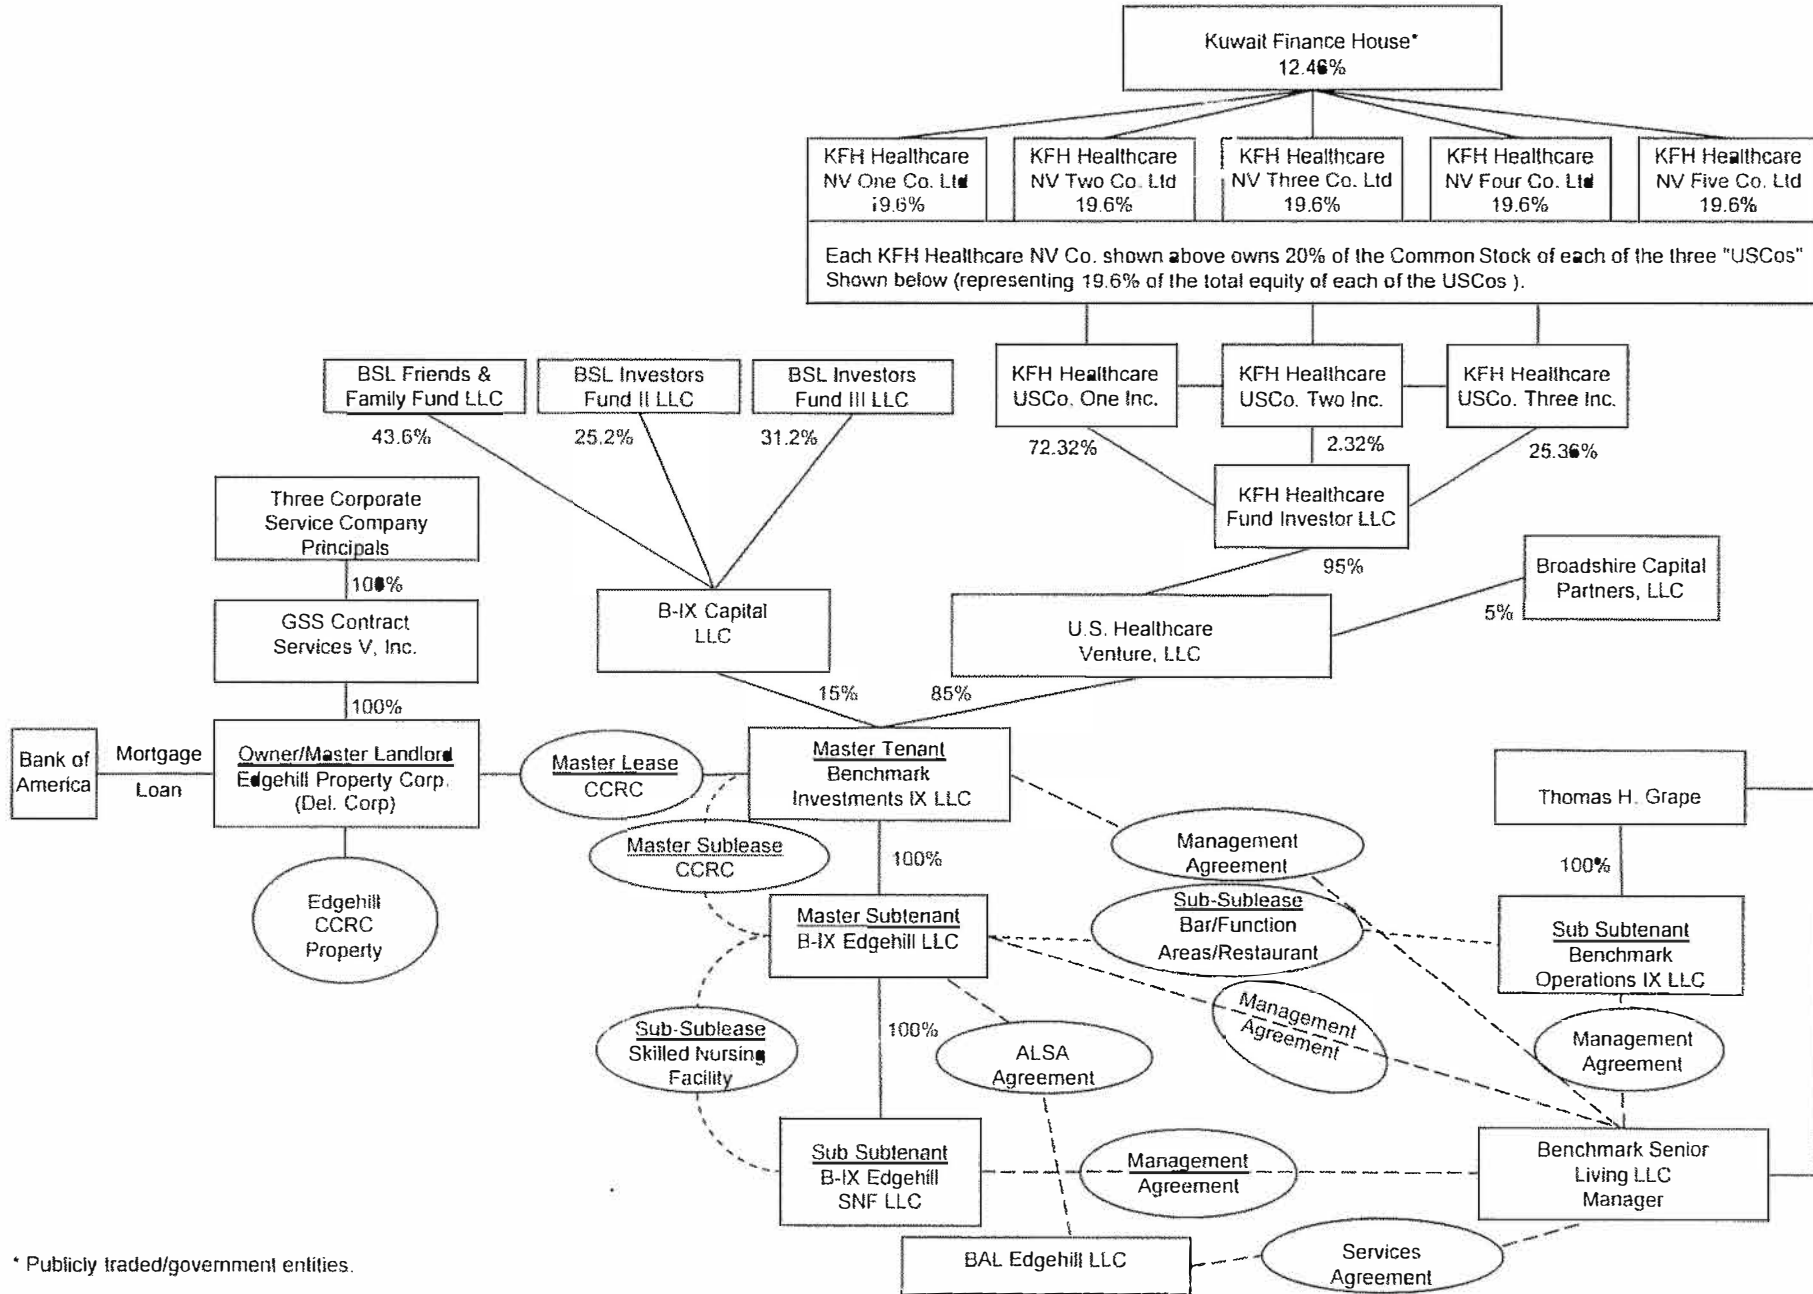 Kuwait Finance House*
12.46%
KFH Healthcare
NV One Co. Ltd
19.6%
KFH Healthcare
NV Two Co. Ltd
19.6%
KFH Healthcare
NV Three Co. Ltd
19.6%
KFH Healthcare
NV Four Co. Ltd
19.6%
KFH Healthcare
NV Five Co. Ltd
19.6%
Each KFH Healthcare NV Co. shown above owns 20% of the Common Stock of each of the three "USCos"
Shown below (representing 19.6% of the total equity of each of the USCos ).
BSL Friends &
Family Fund LLC
BSL Investors
Fund II LLC
BSL Investors
Fund III LLC
KFH Healthcare
USCo. One Inc.
KFH Healthcare
USCo. Two Inc.
KFH Healthcare
USCo. Three Inc.
43.6%
25.2%
31.2%
72.32%
2.32%
25.36%
Three Corporate
Service Company
Principals
KFH Healthcare
Fund Investor LLC
100%
95%
Broadshire Capital
Partners, LLC
5%
GSS Contract
Services V, Inc.
B-IX Capital
LLC
U.S. Healthcare
Venture, LLC
100%
15%
85%
Bank of
America
Mortgage
Loan
Owner/Master Landlord
Edgehill Property Corp.
(Del. Corp)
Master Lease
CCRC
Master Tenant
Benchmark
Investments IX LLC
Thomas H. Grape
Master Sublease
CCRC
100%
Management
Agreement
100%
Edgehill
CCRC
Property
Master Subtenant
B-IX Edgehill LLC
Sub-Sublease
Bar/Function
Areas/Restaurant
Sub Subtenant
Benchmark
Operations IX LLC
Sub-Sublease
Skilled Nursing
Facility
100%
ALSA
Agreement
Management
Agreement
Management
Agreement
Sub Subtenant
B-IX Edgehill
SNF LLC
Management
Agreement
Benchmark Senior
Living LLC
Manager
BAL Edgehill LLC
Services
Agreement
* Publicly traded/government entities.